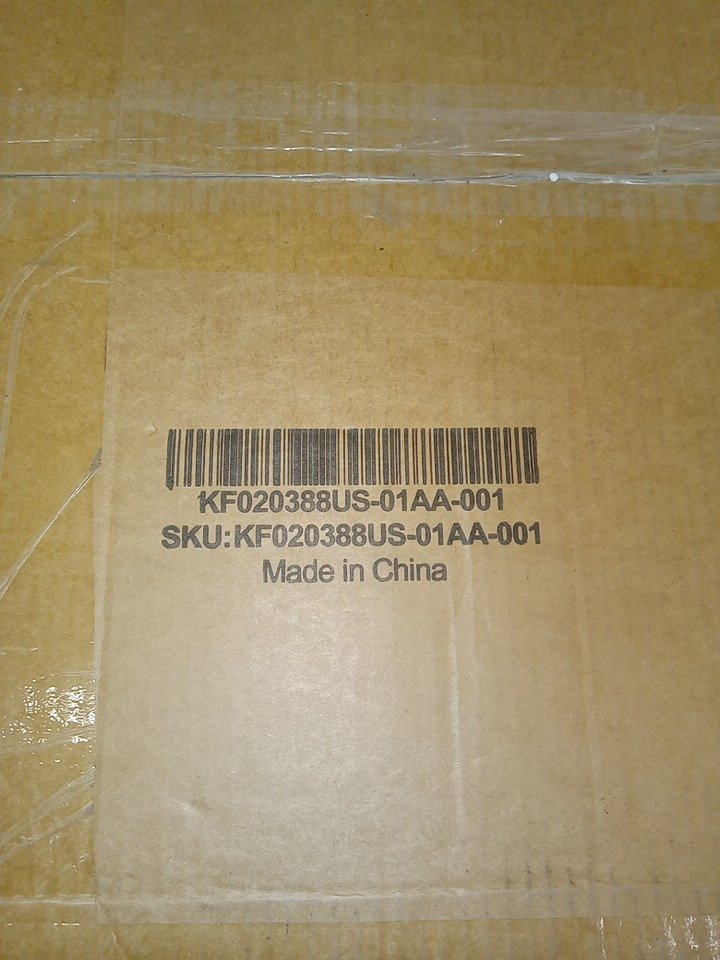 KF020388US-01AA-001
SKU:KF020388US-01AA-001
Made in China